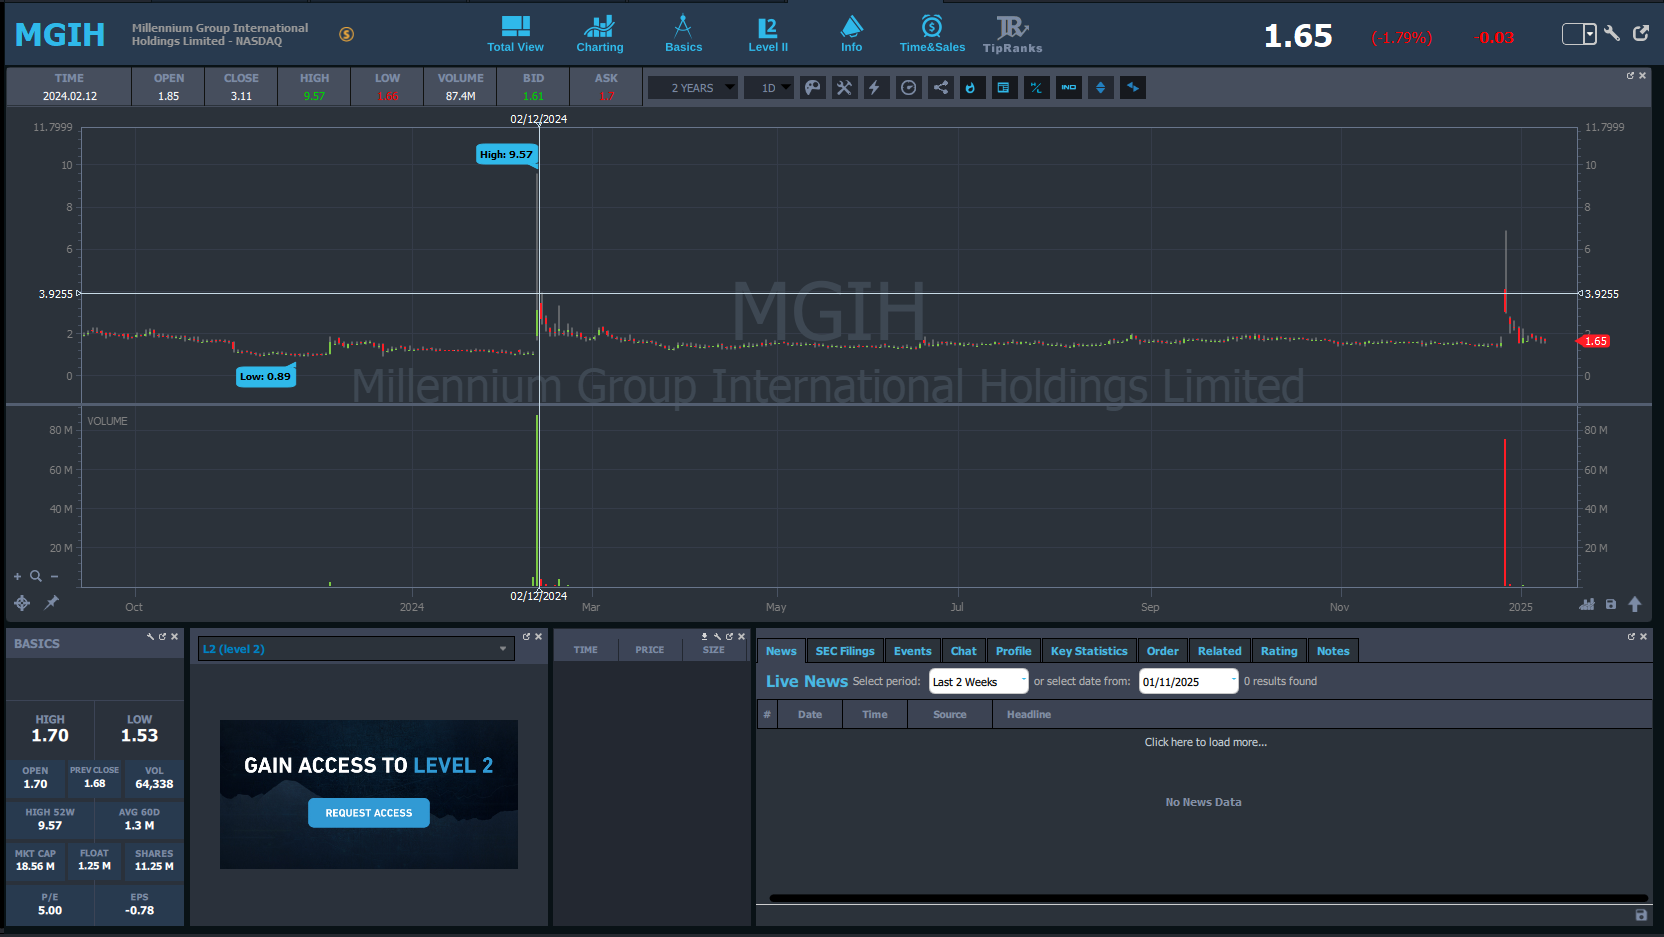 MGIH
Millennium Group International
Holdings Limited - NASDAQ
Total View
Charting
Basics
L2
Level II
Info
Time&Sales
TipRanks
1.65
(-1.79%)
-0.03
TIME OPEN CLOSE HIGH LOW VOLUME BID ASK
2024.02.12 1.85 3.11 9.57 1.66 87.4M 1.61 1.7
2 YEARS
1D
IND
02/12/2024
11.7999 11.7999
High: 9.57
10 10
8 8
6 6
3.9255 3.9255
MGIH
2 2
1.65
Low: 0.89
0 0
Millennium Group International Holdings Limited
VOLUME
80 M 80 M
60 M 60 M
40 M 40 M
20 M 20 M
02/12/2024
Oct 2024 Mar May Jul Sep Nov 2025
BASICS
HIGH LOW
1.70 1.53
OPEN PREV CLOSE VOL
1.70 1.68 64,338
HIGH 52W AVG 60D
9.57 1.3 M
MKT CAP FLOAT SHARES
18.56 M 1.25 M 11.25 M
P/E EPS
5.00 -0.78
L2 (level 2)
GAIN ACCESS TO LEVEL 2
REQUEST ACCESS
TIME PRICE SIZE
News SEC Filings Events Chat Profile Key Statistics Order Related Rating Notes
Live News Select period: Last 2 Weeks or select date from: 01/11/2025 0 results found
# Date Time Source Headline
Click here to load more...
No News Data